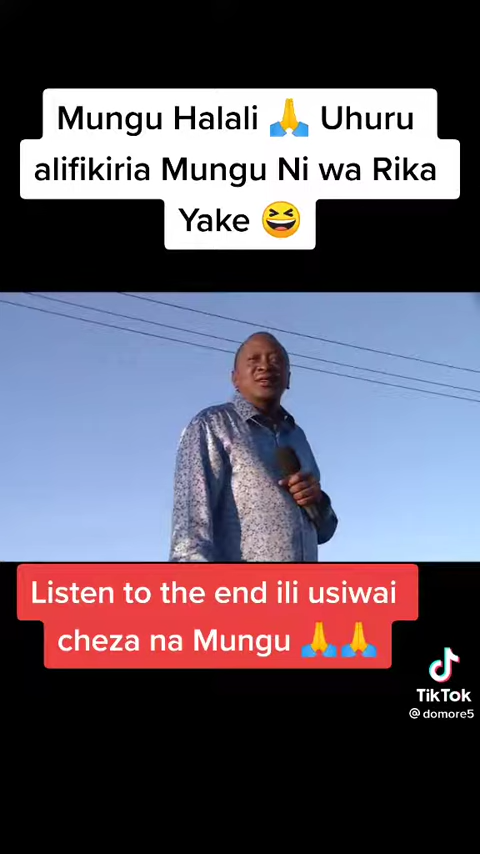 Mungu Halali 🙏 Uhuru
alifikiria Mungu Ni wa Rika
Yake 😆
Listen to the end ili usiwai
cheza na Mungu 🙏🙏
TikTok
@ domore5